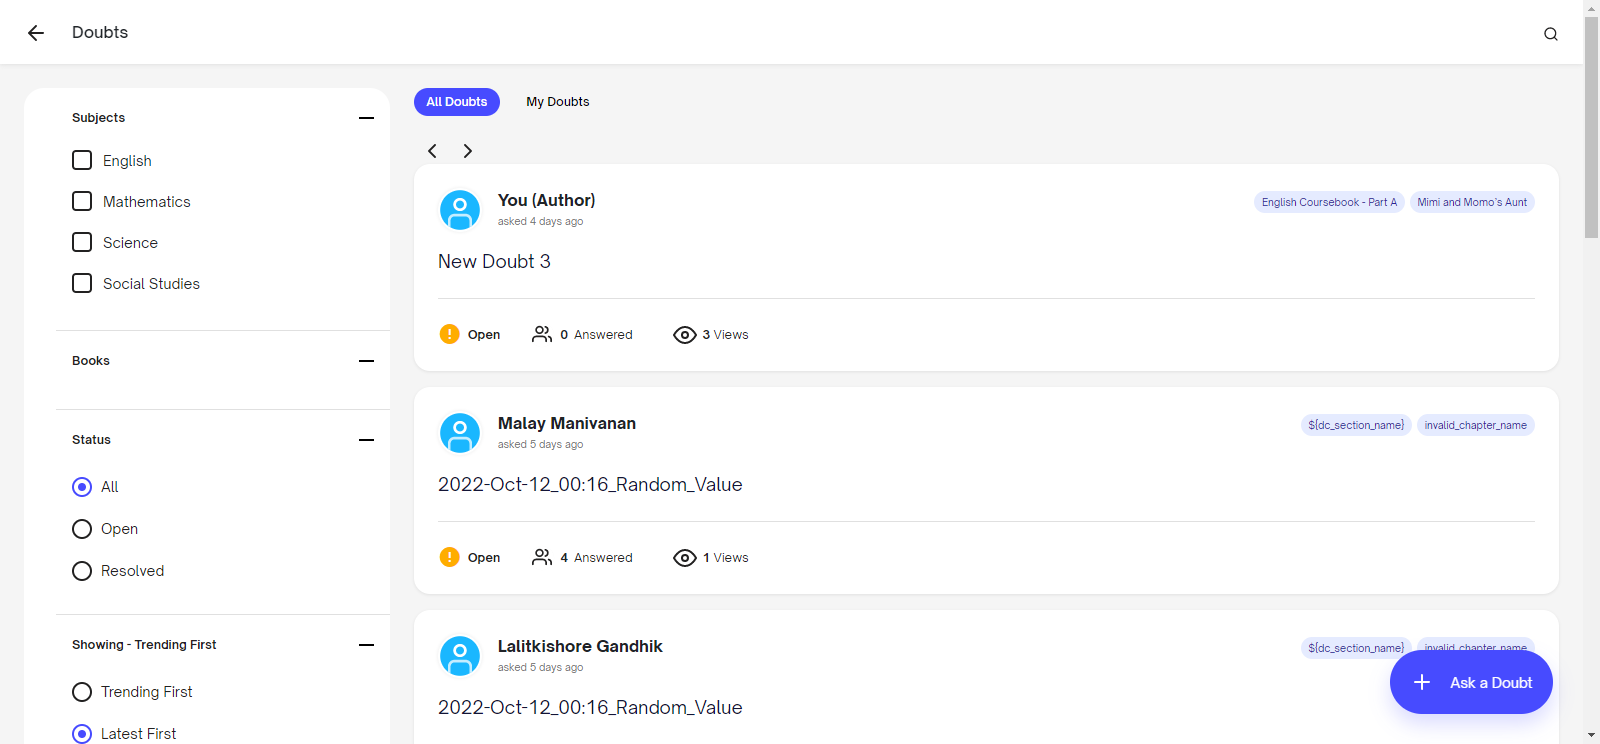 Doubts
Subjects
English
Mathematics
Science
Social Studies
Books
Status
All
Open
Resolved
Showing - Trending First
Trending First
Latest First
All Doubts My Doubts
You (Author)
asked 4 days ago
English Coursebook - Part A Mimi and Momo's Aunt
New Doubt 3
! Open 0 Answered 3 Views
Malay Manivanan
asked 5 days ago
${dc_section_name} invalid_chapter_name
2022-Oct-12_00:16_Random_Value
! Open 4 Answered 1 Views
Lalitkishore Gandhik
asked 5 days ago
${dc_section_name} invalid_chapter_name
2022-Oct-12_00:16_Random_Value
+ Ask a Doubt